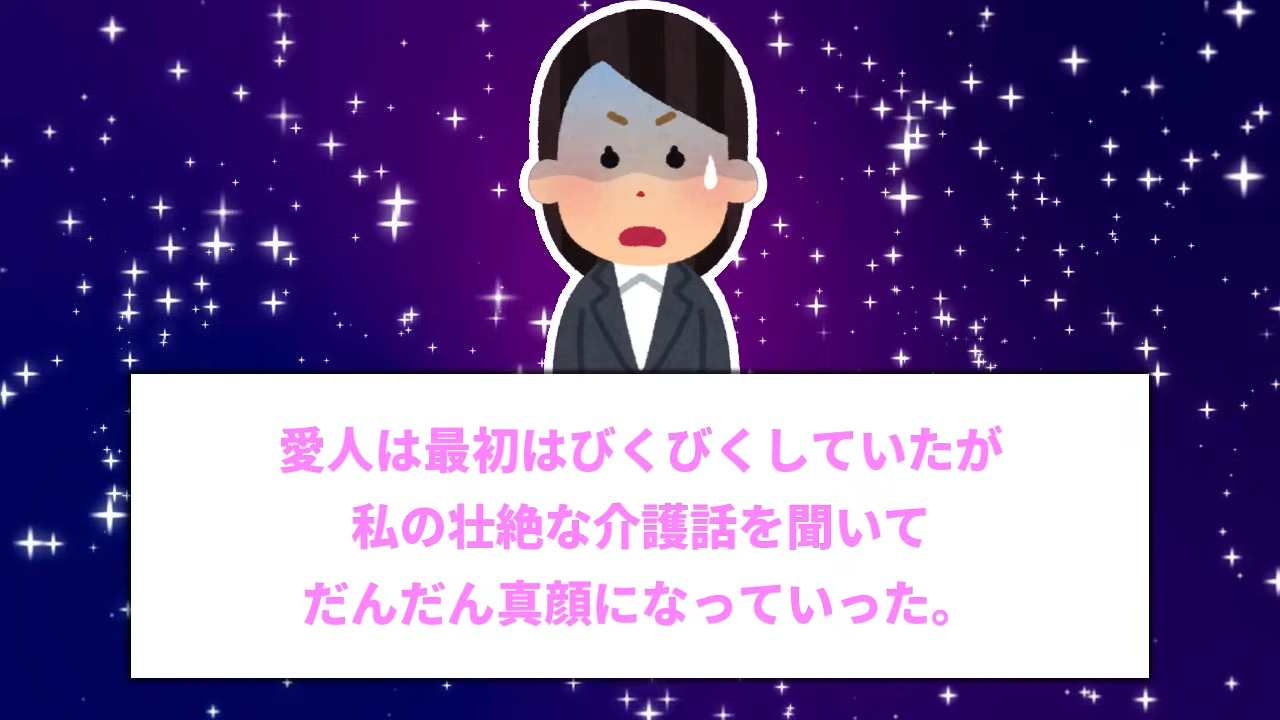 愛人は最初はびくびくしていたが
私の壮絶な介護話を聞いて
だんだん真顔になっていった。